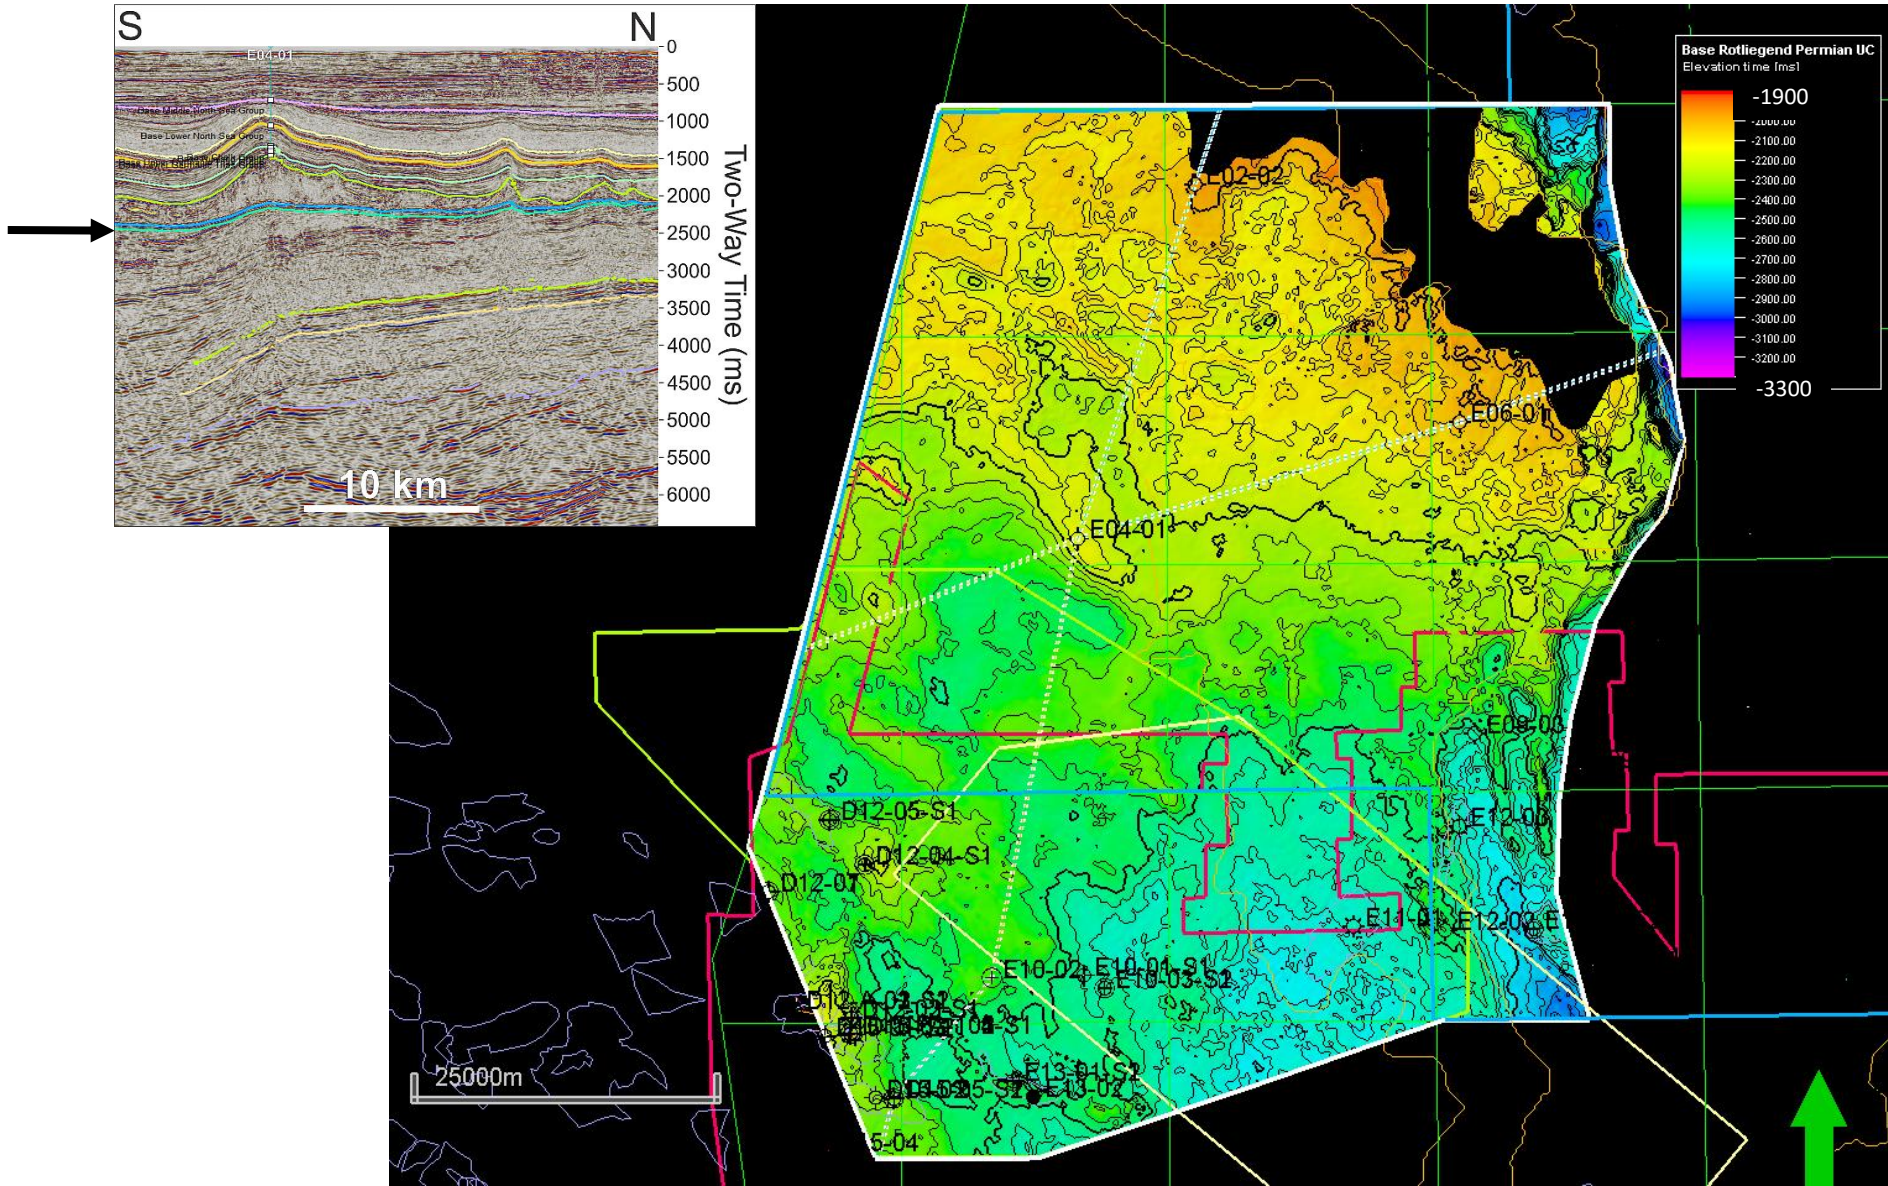 S
N
E04-01
Base Middle North Sea Group
Base Lower North Sea Group
0
500
1000
1500
2000
2500
3000
3500
4000
4500
5000
5500
6000
Two-Way Time (ms)
10 km
Base Rotliegend Permian UC
Elevation time [ms]
-1900
-2000.00
-2100.00
-2200.00
-2300.00
-2400.00
-2500.00
-2600.00
-2700.00
-2800.00
-2900.00
-3000.00
-3100.00
-3200.00
-3300
E02-02
E06-01
E04-01
E09-03
D12-05-S1
E12-03
D12-04-S1
D12-07
E11-01
E12-02
E
E10-02
E10-01-S1
E10-03-S2
E13-01-S2
E13-02
5-04
25000m